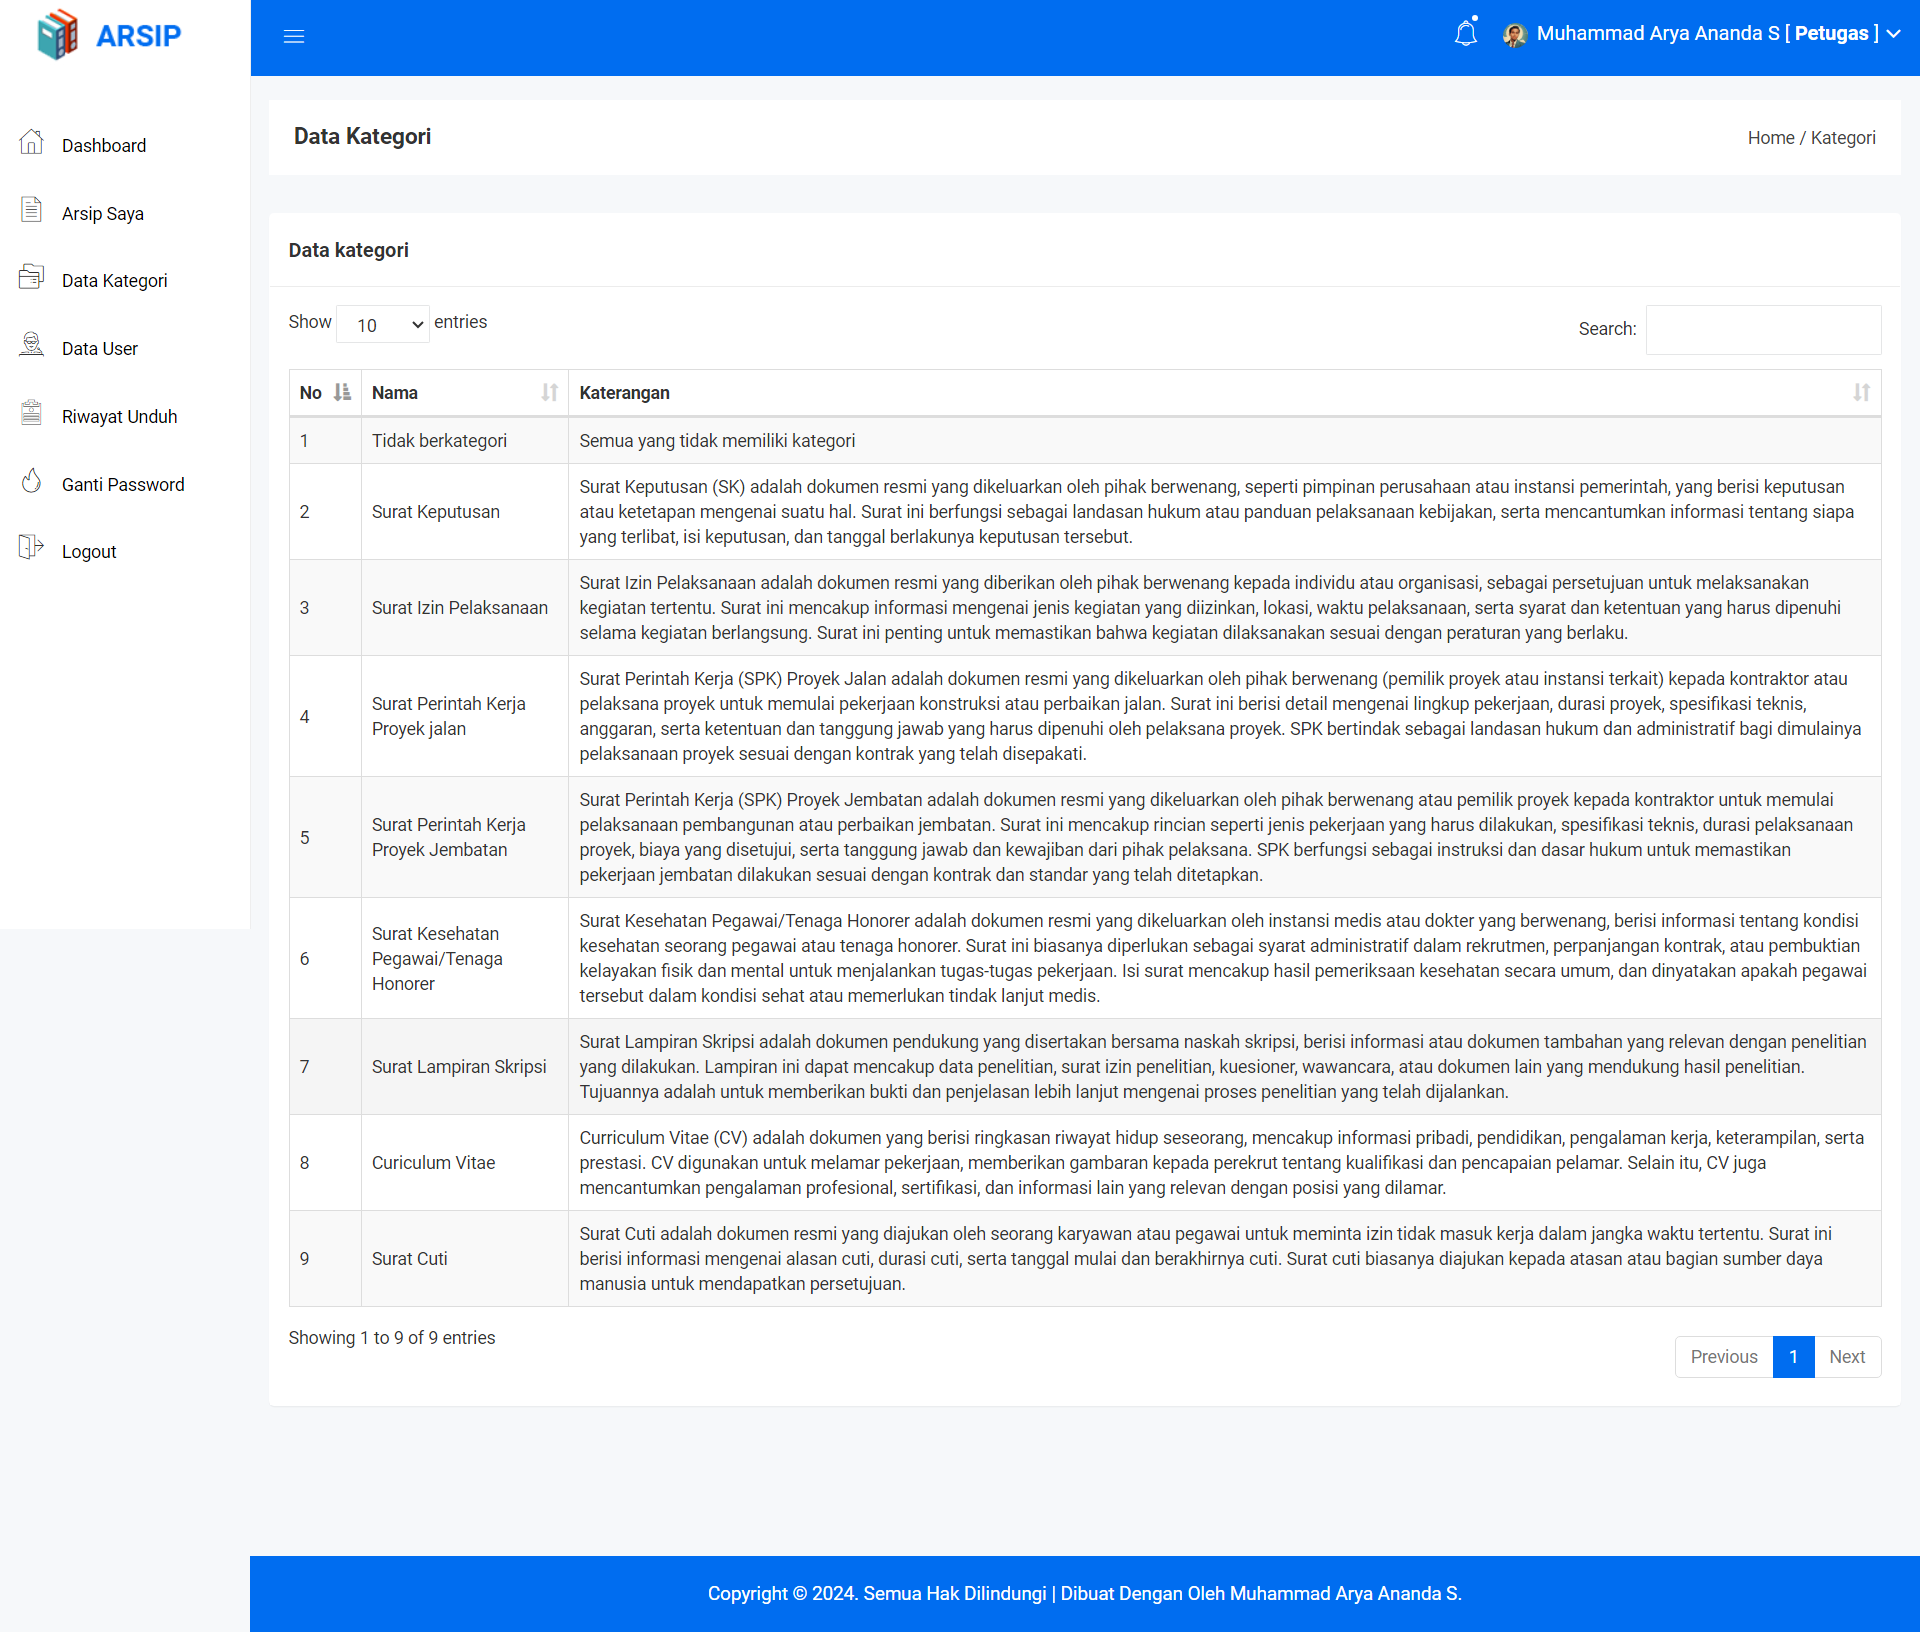 ARSIP
Muhammad Arya Ananda S [ Petugas ]
Dashboard
Arsip Saya
Data Kategori
Data User
Riwayat Unduh
Ganti Password
Logout
Data Kategori
Home / Kategori
Data kategori
Show 10 entries
Search:
No Nama Katerangan
1 Tidak berkategori Semua yang tidak memiliki kategori
2 Surat Keputusan
Surat Keputusan (SK) adalah dokumen resmi yang dikeluarkan oleh pihak berwenang, seperti pimpinan perusahaan atau instansi pemerintah, yang berisi keputusan
atau ketetapan mengenai suatu hal. Surat ini berfungsi sebagai landasan hukum atau panduan pelaksanaan kebijakan, serta mencantumkan informasi tentang siapa
yang terlibat, isi keputusan, dan tanggal berlakunya keputusan tersebut.
3 Surat Izin Pelaksanaan
Surat Izin Pelaksanaan adalah dokumen resmi yang diberikan oleh pihak berwenang kepada individu atau organisasi, sebagai persetujuan untuk melaksanakan
kegiatan tertentu. Surat ini mencakup informasi mengenai jenis kegiatan yang diizinkan, lokasi, waktu pelaksanaan, serta syarat dan ketentuan yang harus dipenuhi
selama kegiatan berlangsung. Surat ini penting untuk memastikan bahwa kegiatan dilaksanakan sesuai dengan peraturan yang berlaku.
4
Surat Perintah Kerja
Proyek jalan
Surat Perintah Kerja (SPK) Proyek Jalan adalah dokumen resmi yang dikeluarkan oleh pihak berwenang (pemilik proyek atau instansi terkait) kepada kontraktor atau
pelaksana proyek untuk memulai pekerjaan konstruksi atau perbaikan jalan. Surat ini berisi detail mengenai lingkup pekerjaan, durasi proyek, spesifikasi teknis,
anggaran, serta ketentuan dan tanggung jawab yang harus dipenuhi oleh pelaksana proyek. SPK bertindak sebagai landasan hukum dan administratif bagi dimulainya
pelaksanaan proyek sesuai dengan kontrak yang telah disepakati.
5
Surat Perintah Kerja
Proyek Jembatan
Surat Perintah Kerja (SPK) Proyek Jembatan adalah dokumen resmi yang dikeluarkan oleh pihak berwenang atau pemilik proyek kepada kontraktor untuk memulai
pelaksanaan pembangunan atau perbaikan jembatan. Surat ini mencakup rincian seperti jenis pekerjaan yang harus dilakukan, spesifikasi teknis, durasi pelaksanaan
proyek, biaya yang disetujui, serta tanggung jawab dan kewajiban dari pihak pelaksana. SPK berfungsi sebagai instruksi dan dasar hukum untuk memastikan
pekerjaan jembatan dilakukan sesuai dengan kontrak dan standar yang telah ditetapkan.
6
Surat Kesehatan
Pegawai/Tenaga
Honorer
Surat Kesehatan Pegawai/Tenaga Honorer adalah dokumen resmi yang dikeluarkan oleh instansi medis atau dokter yang berwenang, berisi informasi tentang kondisi
kesehatan seorang pegawai atau tenaga honorer. Surat ini biasanya diperlukan sebagai syarat administratif dalam rekrutmen, perpanjangan kontrak, atau pembuktian
kelayakan fisik dan mental untuk menjalankan tugas-tugas pekerjaan. Isi surat mencakup hasil pemeriksaan kesehatan secara umum, dan dinyatakan apakah pegawai
tersebut dalam kondisi sehat atau memerlukan tindak lanjut medis.
7 Surat Lampiran Skripsi
Surat Lampiran Skripsi adalah dokumen pendukung yang disertakan bersama naskah skripsi, berisi informasi atau dokumen tambahan yang relevan dengan penelitian
yang dilakukan. Lampiran ini dapat mencakup data penelitian, surat izin penelitian, kuesioner, wawancara, atau dokumen lain yang mendukung hasil penelitian.
Tujuannya adalah untuk memberikan bukti dan penjelasan lebih lanjut mengenai proses penelitian yang telah dijalankan.
8 Curiculum Vitae
Curriculum Vitae (CV) adalah dokumen yang berisi ringkasan riwayat hidup seseorang, mencakup informasi pribadi, pendidikan, pengalaman kerja, keterampilan, serta
prestasi. CV digunakan untuk melamar pekerjaan, memberikan gambaran kepada perekrut tentang kualifikasi dan pencapaian pelamar. Selain itu, CV juga
mencantumkan pengalaman profesional, sertifikasi, dan informasi lain yang relevan dengan posisi yang dilamar.
9 Surat Cuti
Surat Cuti adalah dokumen resmi yang diajukan oleh seorang karyawan atau pegawai untuk meminta izin tidak masuk kerja dalam jangka waktu tertentu. Surat ini
berisi informasi mengenai alasan cuti, durasi cuti, serta tanggal mulai dan berakhirnya cuti. Surat cuti biasanya diajukan kepada atasan atau bagian sumber daya
manusia untuk mendapatkan persetujuan.
Showing 1 to 9 of 9 entries
Previous 1 Next
Copyright © 2024. Semua Hak Dilindungi | Dibuat Dengan Oleh Muhammad Arya Ananda S.